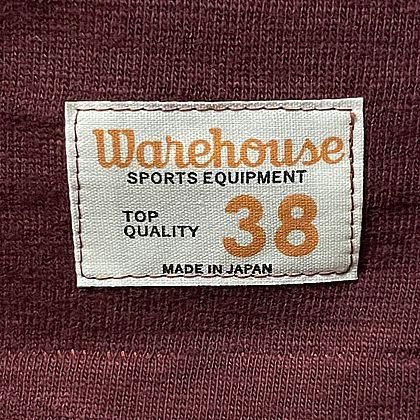 Warehouse
SPORTS EQUIPMENT
TOP
QUALITY
38
MADE IN JAPAN